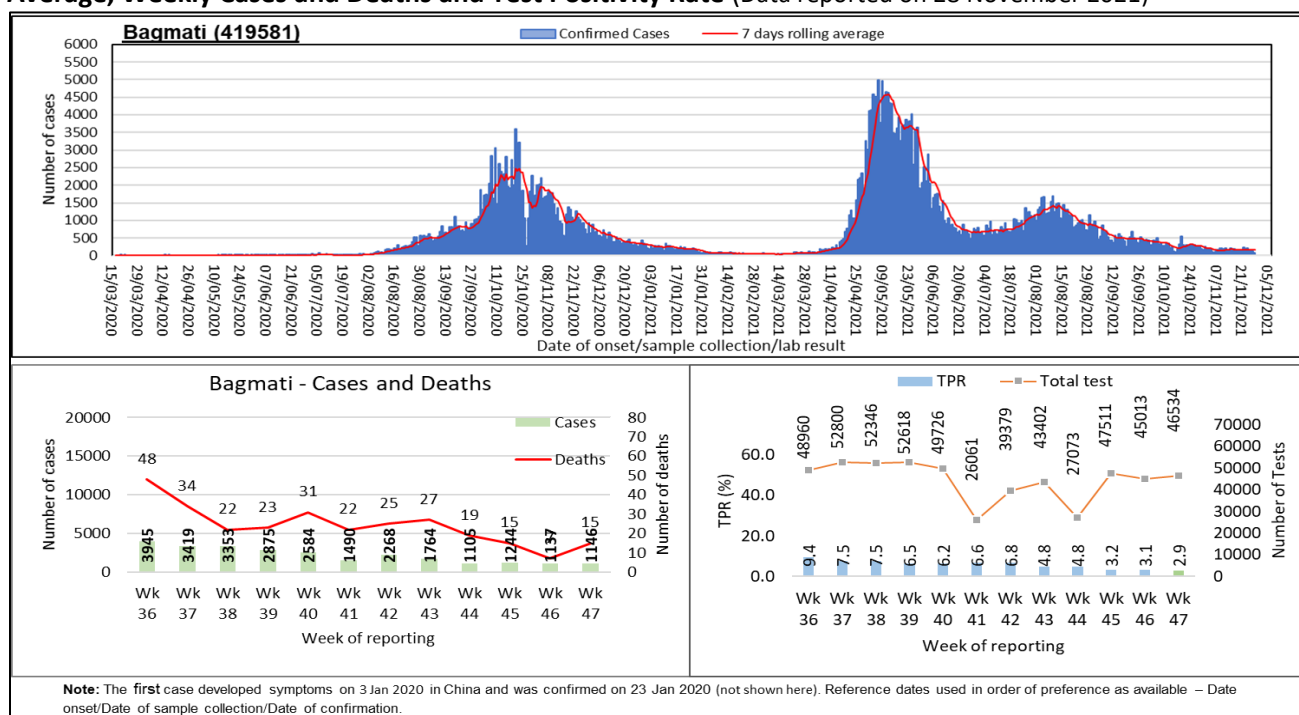 Average, Weekly Cases and Deaths and Test Positivity Rate (Data reported on 28 November 2021)
Bagmati (419581)
Confirmed Cases 7 days rolling average
Number of cases
6000
5500
5000
4500
4000
3500
3000
2500
2000
1500
1000
500
0
15/03/2020 29/03/2020 12/04/2020 26/04/2020 10/05/2020 24/05/2020 07/06/2020 21/06/2020 05/07/2020 19/07/2020 02/08/2020 16/08/2020 30/08/2020 13/09/2020 27/09/2020 11/10/2020 25/10/2020 08/11/2020 22/11/2020 06/12/2020 20/12/2020 03/01/2021 17/01/2021 31/01/2021 14/02/2021 28/02/2021 14/03/2021 28/03/2021 11/04/2021 25/04/2021 09/05/2021 23/05/2021 06/06/2021 20/06/2021 04/07/2021 18/07/2021 01/08/2021 15/08/2021 29/08/2021 12/09/2021 26/09/2021 10/10/2021 24/10/2021 07/11/2021 21/11/2021 05/12/2021
Date of onset/sample collection/lab result
Bagmati - Cases and Deaths
Cases
Deaths
Number of cases
20000
15000
10000
5000
0
48 34 22 23 31 22 25 27 19 15 15
3945 3419 3353 2875 2584 1490 2268 1764 1105 1244 1137 1146
80
70
60
50
40
30
20
10
0
Number of deaths
Wk Wk Wk Wk Wk Wk Wk Wk Wk Wk Wk Wk
36 37 38 39 40 41 42 43 44 45 46 47
Week of reporting
TPR Total test
48960 52800 52346 52618 49726 26061 39379 43402 27073 47511 45013 46534
TPR (%)
60.0
40.0
20.0
0.0
9.4 7.5 7.5 6.5 6.2 6.6 6.8 4.8 4.8 3.2 3.1 2.9
70000
60000
50000
40000
30000
20000
10000
0
Number of Tests
Wk Wk Wk Wk Wk Wk Wk Wk Wk Wk Wk Wk
36 37 38 39 40 41 42 43 44 45 46 47
Week of reporting
Note: The first case developed symptoms on 3 Jan 2020 in China and was confirmed on 23 Jan 2020 (not shown here). Reference dates used in order of preference as available – Date
onset/Date of sample collection/Date of confirmation.